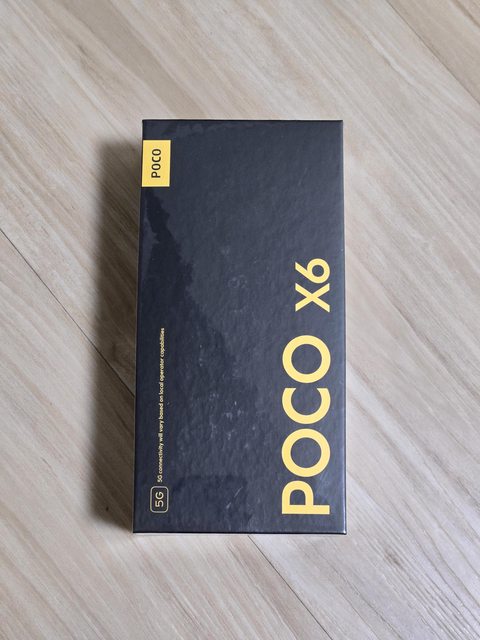 POCO
POCO X6
5G
5G connectivity will vary based on local operator capabilities